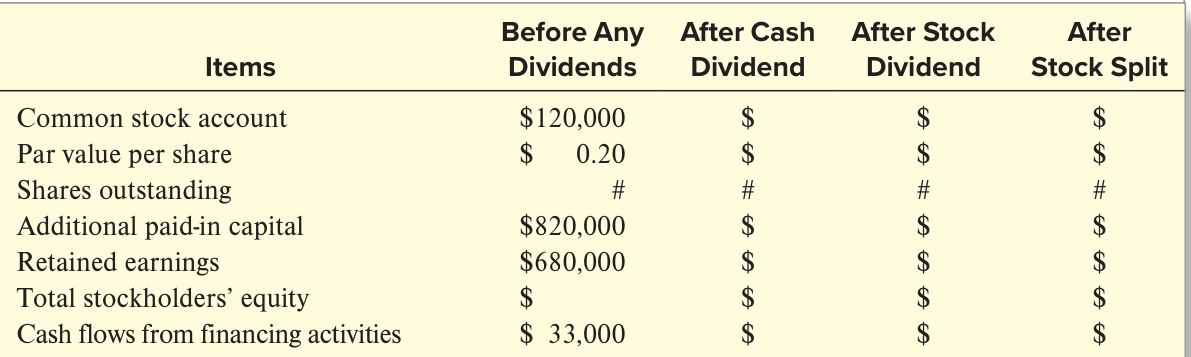 Before Any After Cash After Stock After
Items Dividends Dividend Dividend Stock Split
Common stock account $120,000 $ $ $
Par value per share $ 0.20 $ $ $
Shares outstanding # # # #
Additional paid-in capital $820,000 $ $ $
Retained earnings $680,000 $ $ $
Total stockholders’ equity $ $ $ $
Cash flows from financing activities $ 33,000 $ $ $